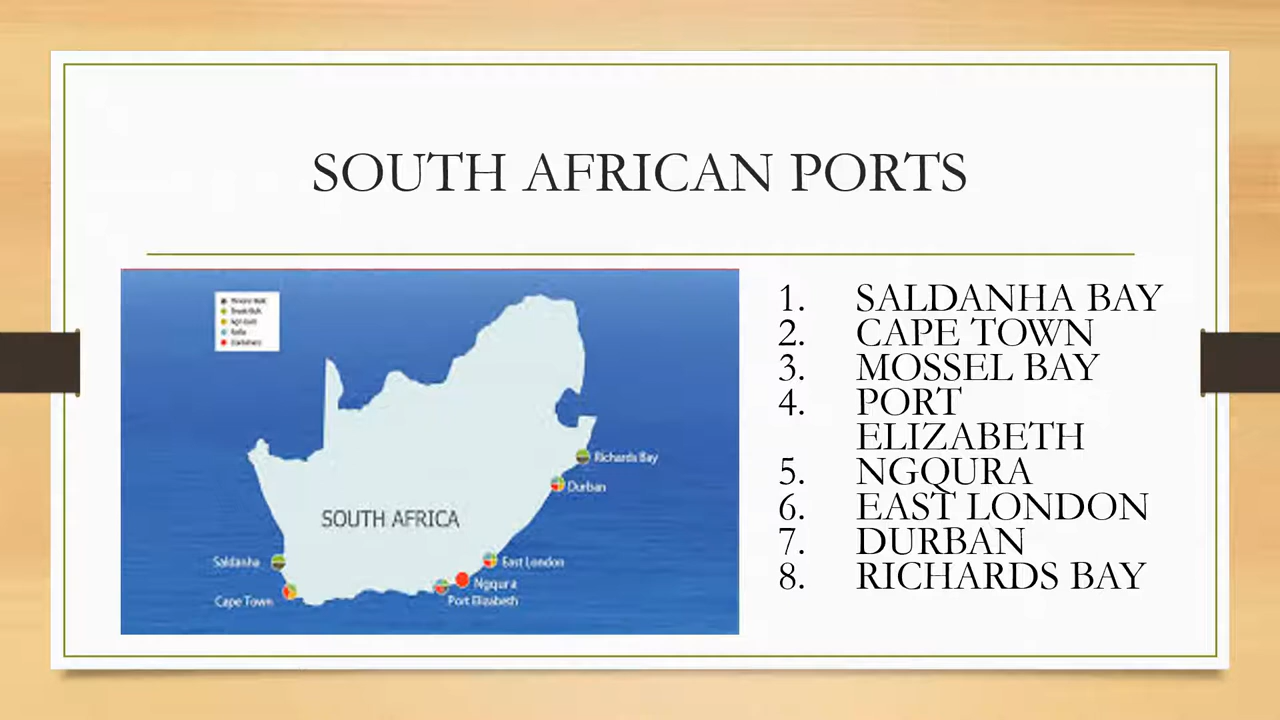 SOUTH AFRICAN PORTS
Richards Bay
Durban
SOUTH AFRICA
Saldanha
East London
Ngqura
Cape Town
Port Elizabeth
1. SALDANHA BAY
2. CAPE TOWN
3. MOSSEL BAY
4. PORT
ELIZABETH
5. NGQURA
6. EAST LONDON
7. DURBAN
8. RICHARDS BAY